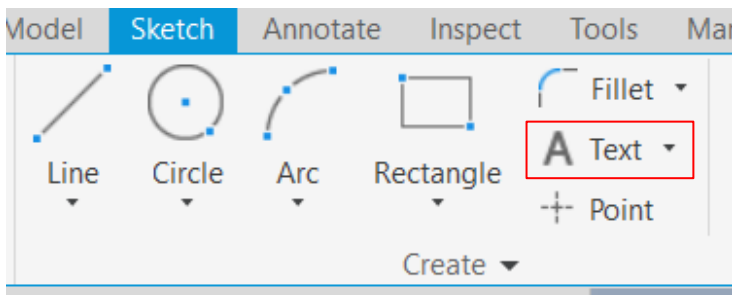 Model Sketch Annotate Inspect Tools
Fillet
A Text
Line Circle Arc Rectangle
Point
Create